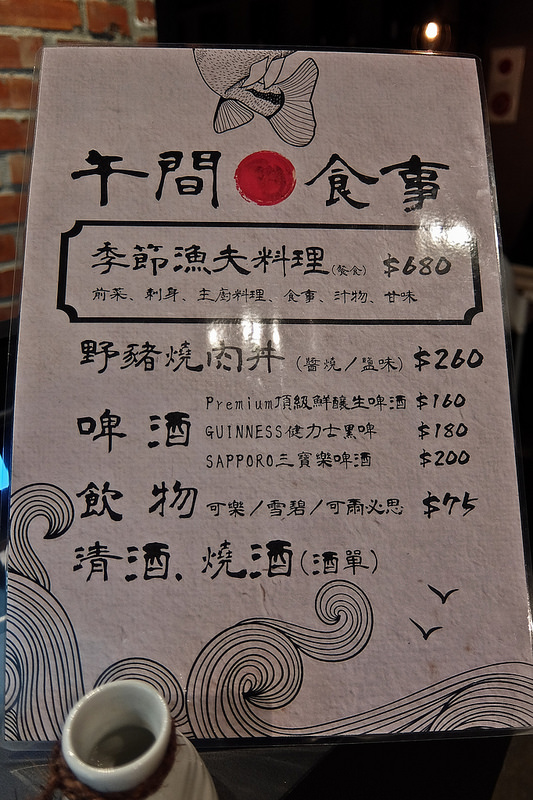 午間食事
季節漁夫料理(餐食) $680
前菜、刺身、主廚料理、食事、汁物、甘味
野豬燒肉丼(醬燒/鹽味) $260
啤酒
Premium頂級鮮釀生啤酒 $160
GUINNESS健力士黑啤 $180
SAPPORO三寶樂啤酒 $200
飲物 可樂/雪碧/可爾必思 $75
清酒.燒酒(酒單)